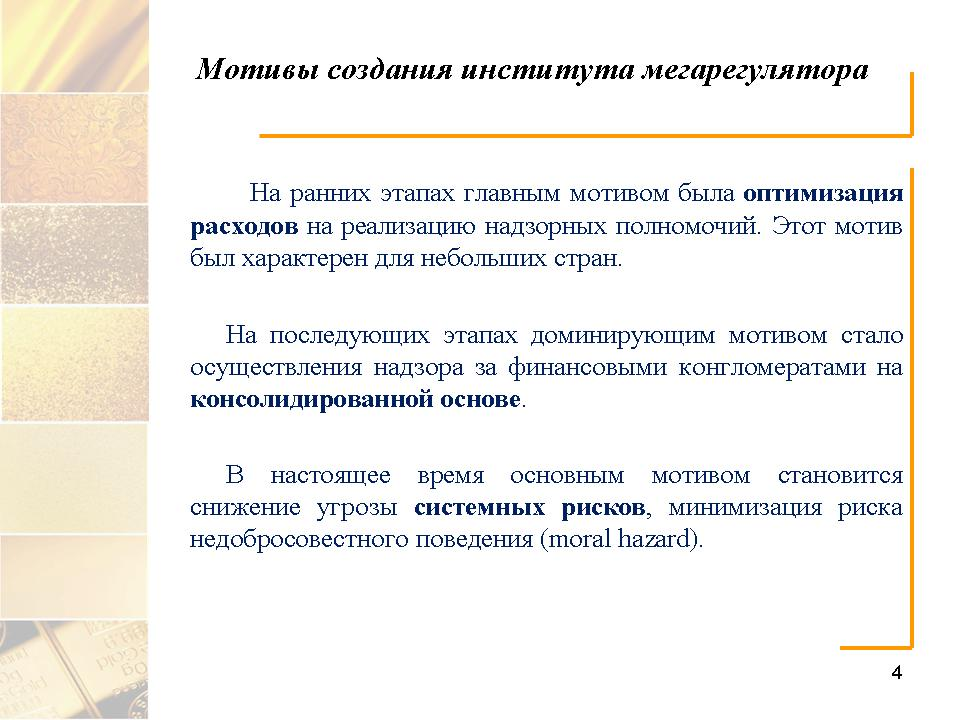 Мотивы создания института мегарегулятора
На ранних этапах главным мотивом была оптимизация
расходов на реализацию надзорных полномочий. Этот мотив
был характерен для небольших стран.
На последующих этапах доминирующим мотивом стало
осуществления надзора за финансовыми конгломератами на
консолидированной основе.
В настоящее время основным мотивом становится
снижение угрозы системных рисков, минимизация риска
недобросовестного поведения (moral hazard).
4